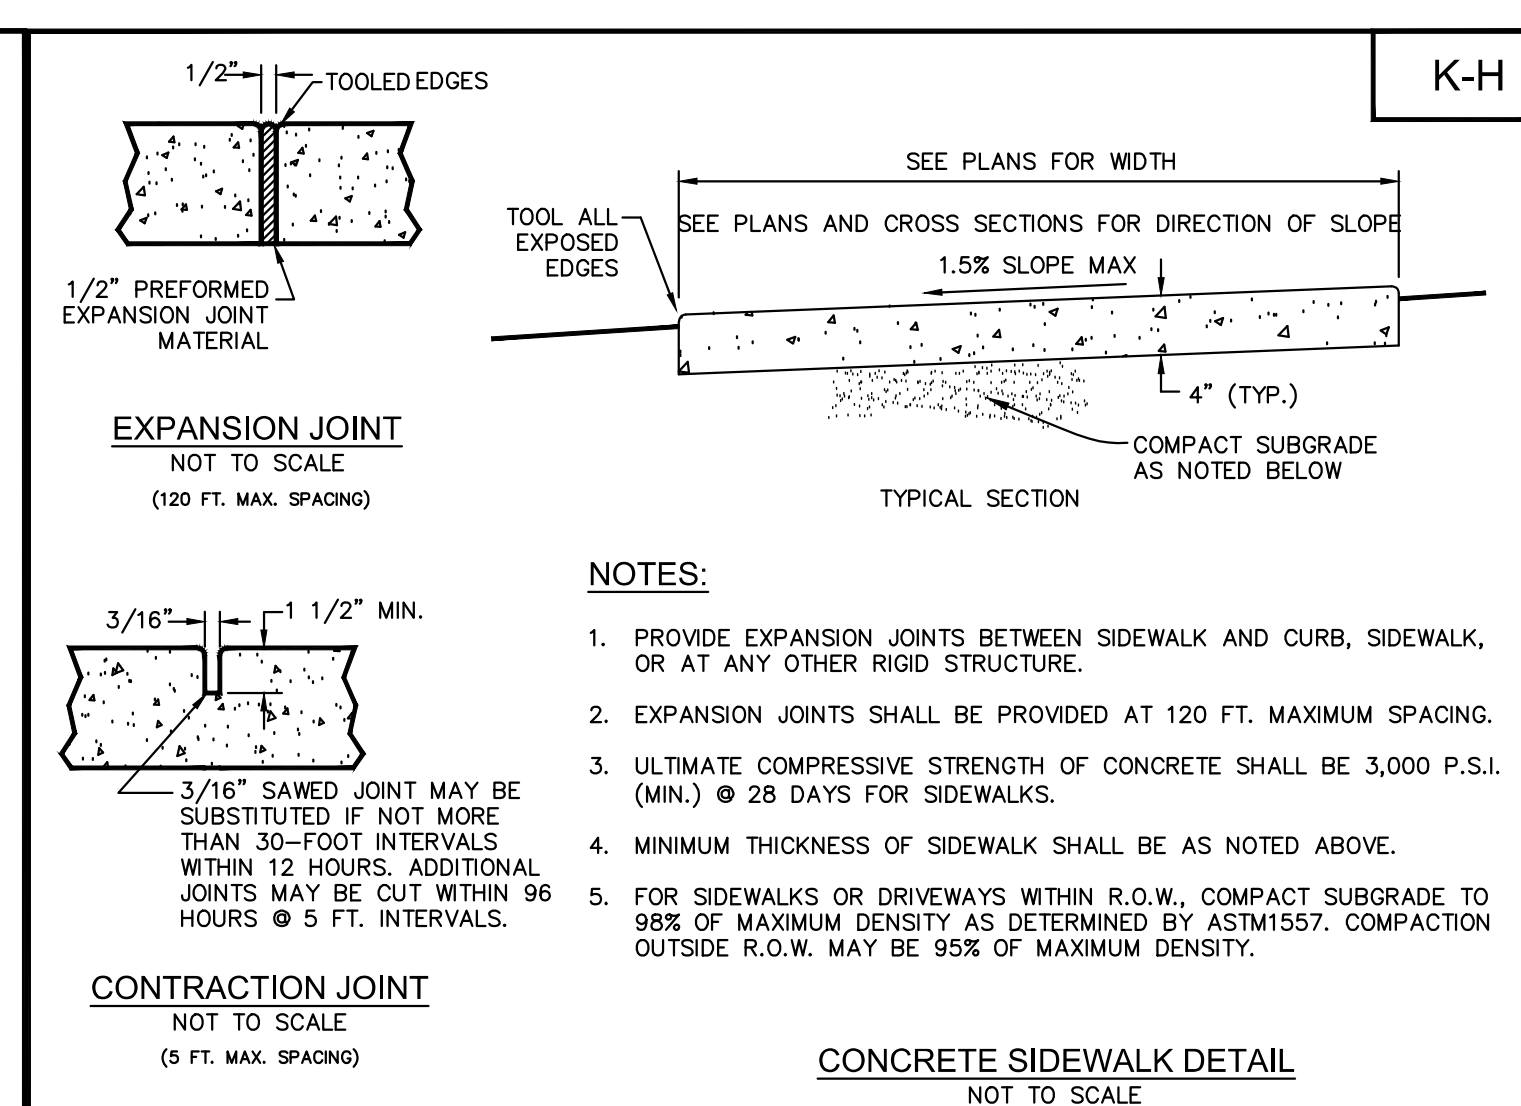 K-H
1/2"
TOOLED EDGES
1/2" PREFORMED
EXPANSION JOINT
MATERIAL
EXPANSION JOINT
NOT TO SCALE
(120 FT. MAX. SPACING)
SEE PLANS FOR WIDTH
TOOL ALL
EXPOSED
EDGES
SEE PLANS AND CROSS SECTIONS FOR DIRECTION OF SLOPE
1.5% SLOPE MAX
4" (TYP.)
COMPACT SUBGRADE
AS NOTED BELOW
TYPICAL SECTION
3/16"
1 1/2" MIN.
3/16" SAWED JOINT MAY BE
SUBSTITUTED IF NOT MORE
THAN 30-FOOT INTERVALS
WITHIN 12 HOURS. ADDITIONAL
JOINTS MAY BE CUT WITHIN 96
HOURS @ 5 FT. INTERVALS.
CONTRACTION JOINT
NOT TO SCALE
(5 FT. MAX. SPACING)
NOTES:
1. PROVIDE EXPANSION JOINTS BETWEEN SIDEWALK AND CURB, SIDEWALK,
OR AT ANY OTHER RIGID STRUCTURE.
2. EXPANSION JOINTS SHALL BE PROVIDED AT 120 FT. MAXIMUM SPACING.
3. ULTIMATE COMPRESSIVE STRENGTH OF CONCRETE SHALL BE 3,000 P.S.I.
(MIN.) @ 28 DAYS FOR SIDEWALKS.
4. MINIMUM THICKNESS OF SIDEWALK SHALL BE AS NOTED ABOVE.
5. FOR SIDEWALKS OR DRIVEWAYS WITHIN R.O.W., COMPACT SUBGRADE TO
98% OF MAXIMUM DENSITY AS DETERMINED BY ASTM1557. COMPACTION
OUTSIDE R.O.W. MAY BE 95% OF MAXIMUM DENSITY.
CONCRETE SIDEWALK DETAIL
NOT TO SCALE